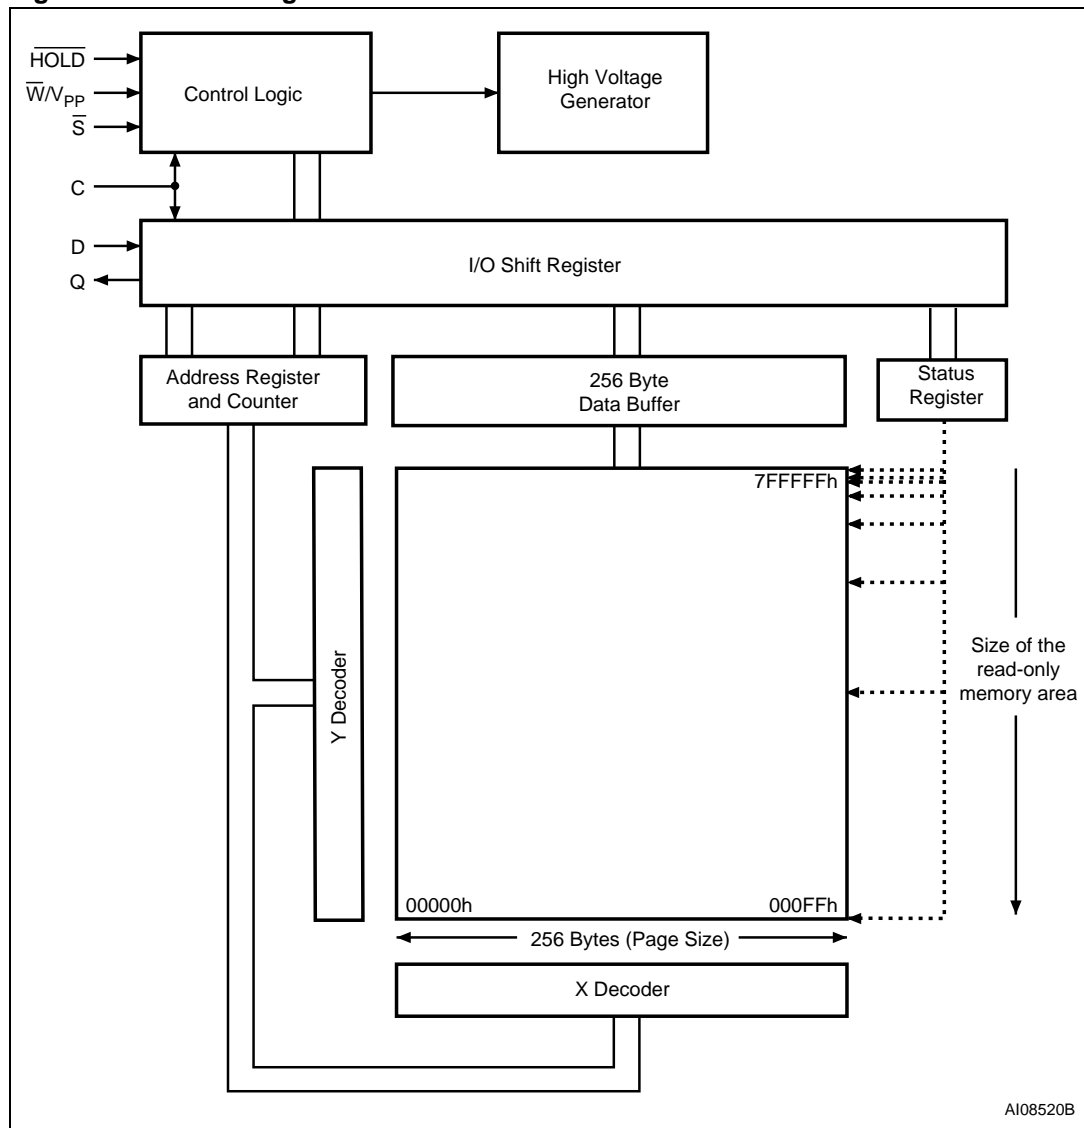 HOLD
W/VPP
S
C
D
Q
Control Logic
High Voltage
Generator
I/O Shift Register
Address Register
and Counter
256 Byte
Data Buffer
Status
Register
7FFFFFh
Y Decoder
Size of the
read-only
memory area
00000h
000FFh
256 Bytes (Page Size)
X Decoder
AI08520B